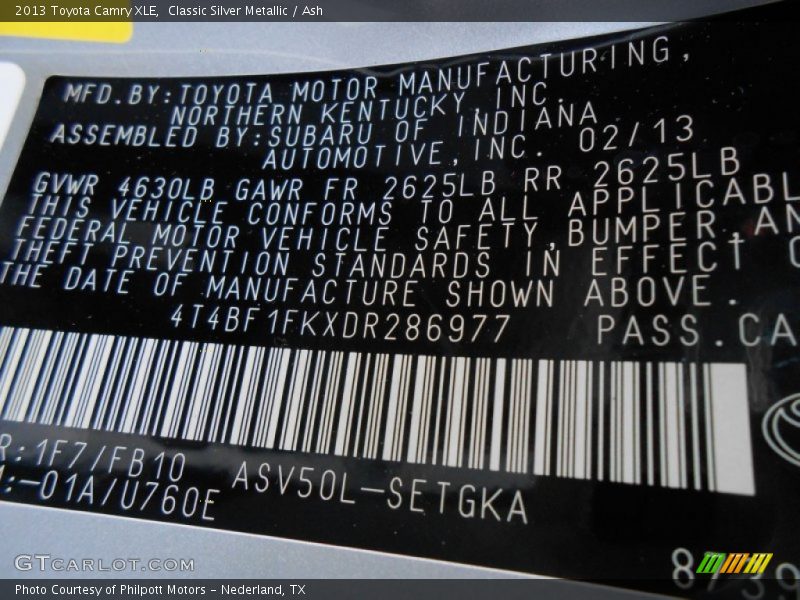 2013 Toyota Camry XLE, Classic Silver Metallic / Ash
MFD.BY:TOYOTA MOTOR MANUFACTURING,
NORTHERN KENTUCKY, INC.
ASSEMBLED BY:SUBARU OF INDIANA
AUTOMOTIVE,INC. 02/13
GVWR 4630LB GAWR FR 2625LB RR 2625LB
THIS VEHICLE CONFORMS TO ALL APPLICABL
FEDERAL MOTOR VEHICLE SAFETY,BUMPER,AN
THEFT PREVENTION STANDARDS IN EFFECT
THE DATE OF MANUFACTURE SHOWN ABOVE.
4T4BF1FKXDR286977 PASS.CA
R:1F7/FB10 ASV50L-SETGKA
:-01A/U760E
GTCARLOT.COM
Photo Courtesy of Philpott Motors - Nederland, TX